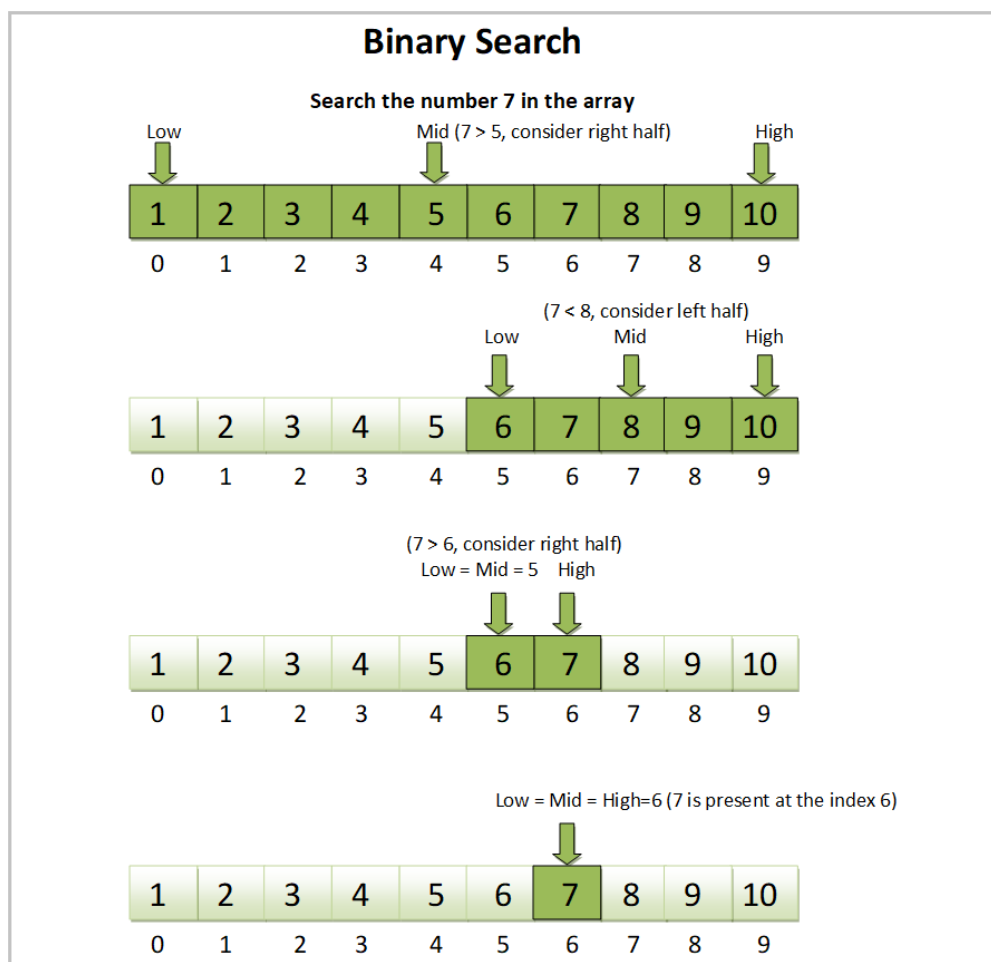 Binary Search
Search the number 7 in the array
Low Mid (7 > 5, consider right half) High
1 2 3 4 5 6 7 8 9 10
0 1 2 3 4 5 6 7 8 9
(7 < 8, consider left half)
Low Mid High
1 2 3 4 5 6 7 8 9 10
0 1 2 3 4 5 6 7 8 9
(7 > 6, consider right half)
Low = Mid = 5 High
1 2 3 4 5 6 7 8 9 10
0 1 2 3 4 5 6 7 8 9
Low = Mid = High=6 (7 is present at the index 6)
1 2 3 4 5 6 7 8 9 10
0 1 2 3 4 5 6 7 8 9